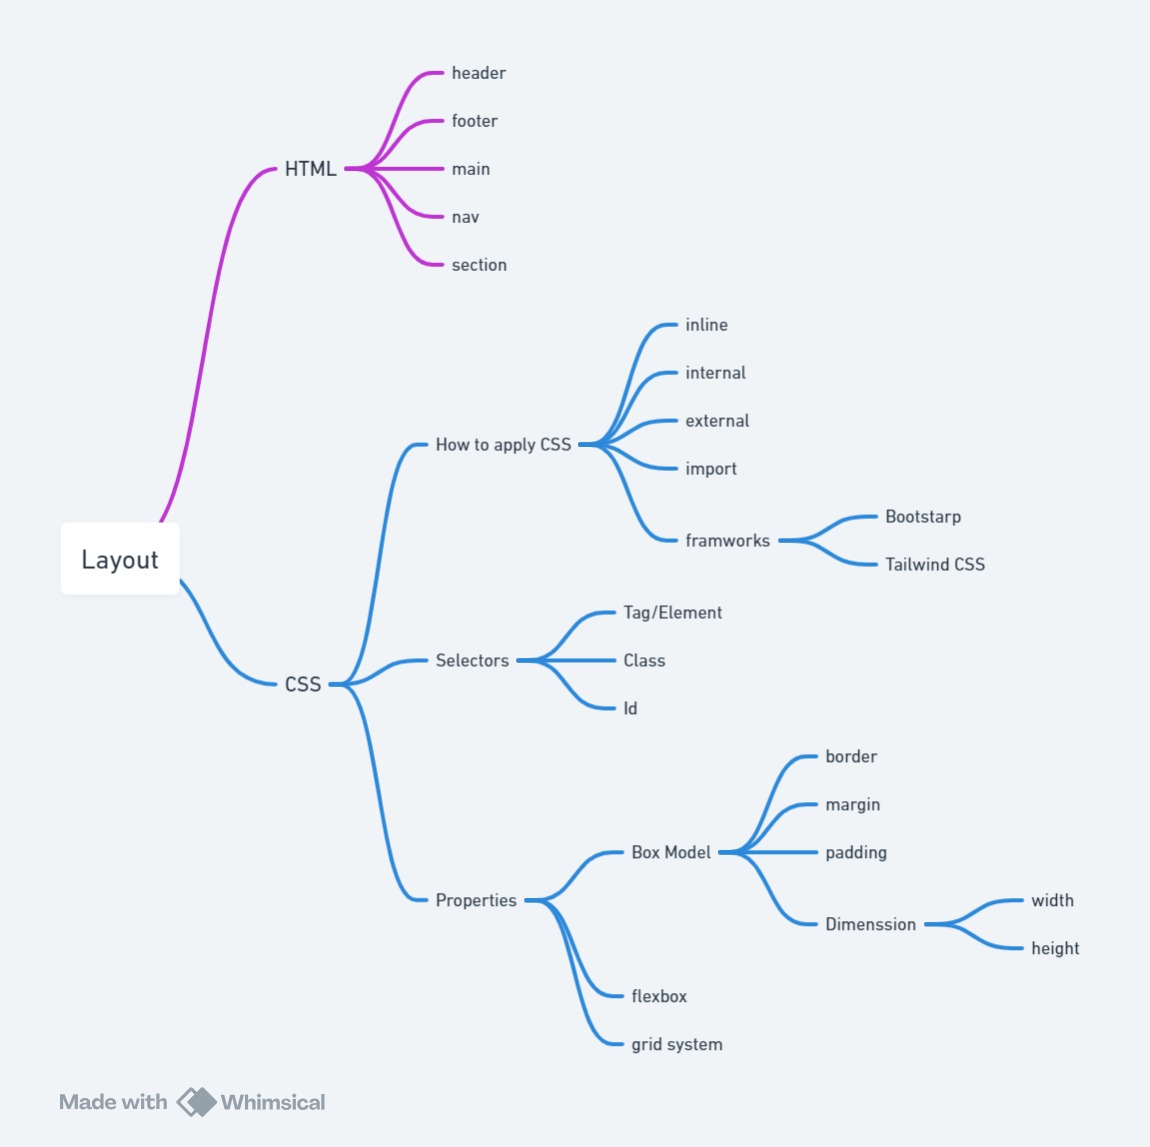 Layout
HTML
header
footer
main
nav
section
CSS
How to apply CSS
inline
internal
external
import
framworks
Bootstarp
Tailwind CSS
Selectors
Tag/Element
Class
Id
Properties
Box Model
border
margin
padding
Dimenssion
width
height
flexbox
grid system
Made with Whimsical